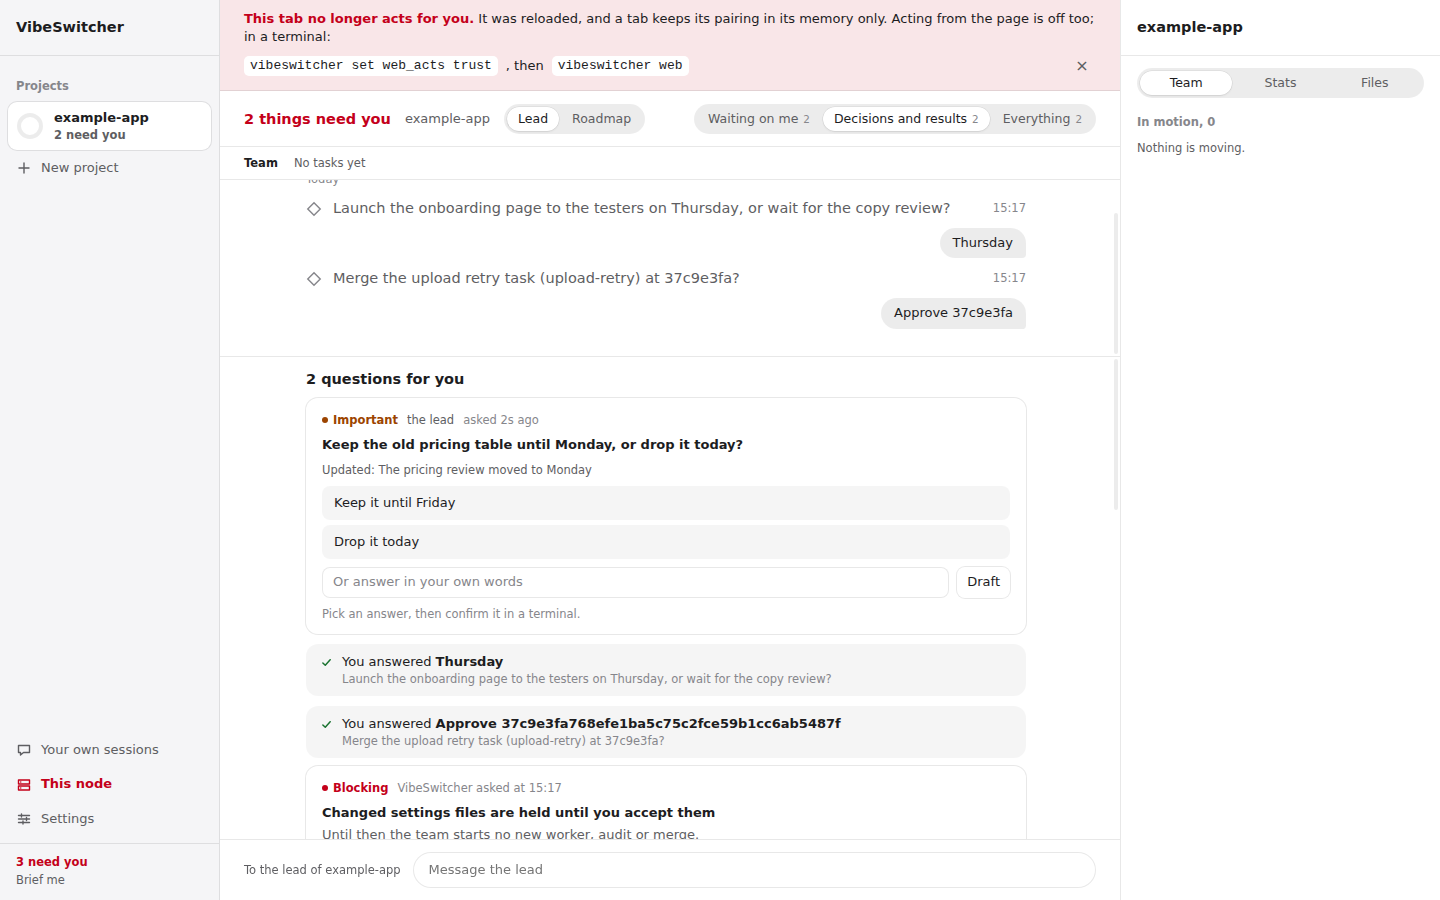 VibeSwitcher
Projects
example-app
2 need you
New project
Your own sessions
This node
Settings
3 need you
Brief me
This tab no longer acts for you. It was reloaded, and a tab keeps its pairing in its memory only. Acting from the page is off too;
in a terminal:
vibeswitcher set web_acts trust , then vibeswitcher web
2 things need you example-app Lead Roadmap Waiting on me 2 Decisions and results 2 Everything 2
Team No tasks yet
Today
Launch the onboarding page to the testers on Thursday, or wait for the copy review? 15:17
Thursday
Merge the upload retry task (upload-retry) at 37c9e3fa? 15:17
Approve 37c9e3fa
2 questions for you
Important the lead asked 2s ago
Keep the old pricing table until Monday, or drop it today?
Updated: The pricing review moved to Monday
Keep it until Friday
Drop it today
Or answer in your own words Draft
Pick an answer, then confirm it in a terminal.
You answered Thursday
Launch the onboarding page to the testers on Thursday, or wait for the copy review?
You answered Approve 37c9e3fa768efe1ba5c75c2fce59b1cc6ab5487f
Merge the upload retry task (upload-retry) at 37c9e3fa?
Blocking VibeSwitcher asked at 15:17
Changed settings files are held until you accept them
Until then the team starts no new worker, audit or merge.
To the lead of example-app Message the lead
example-app
Team Stats Files
In motion, 0
Nothing is moving.